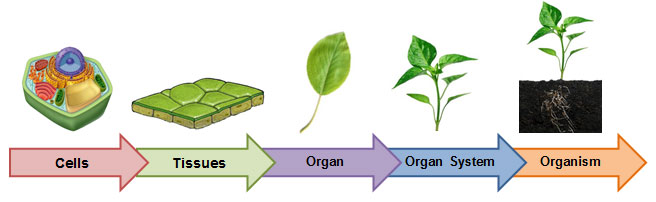 Cells
Tissues
Organ
Organ System
Organism